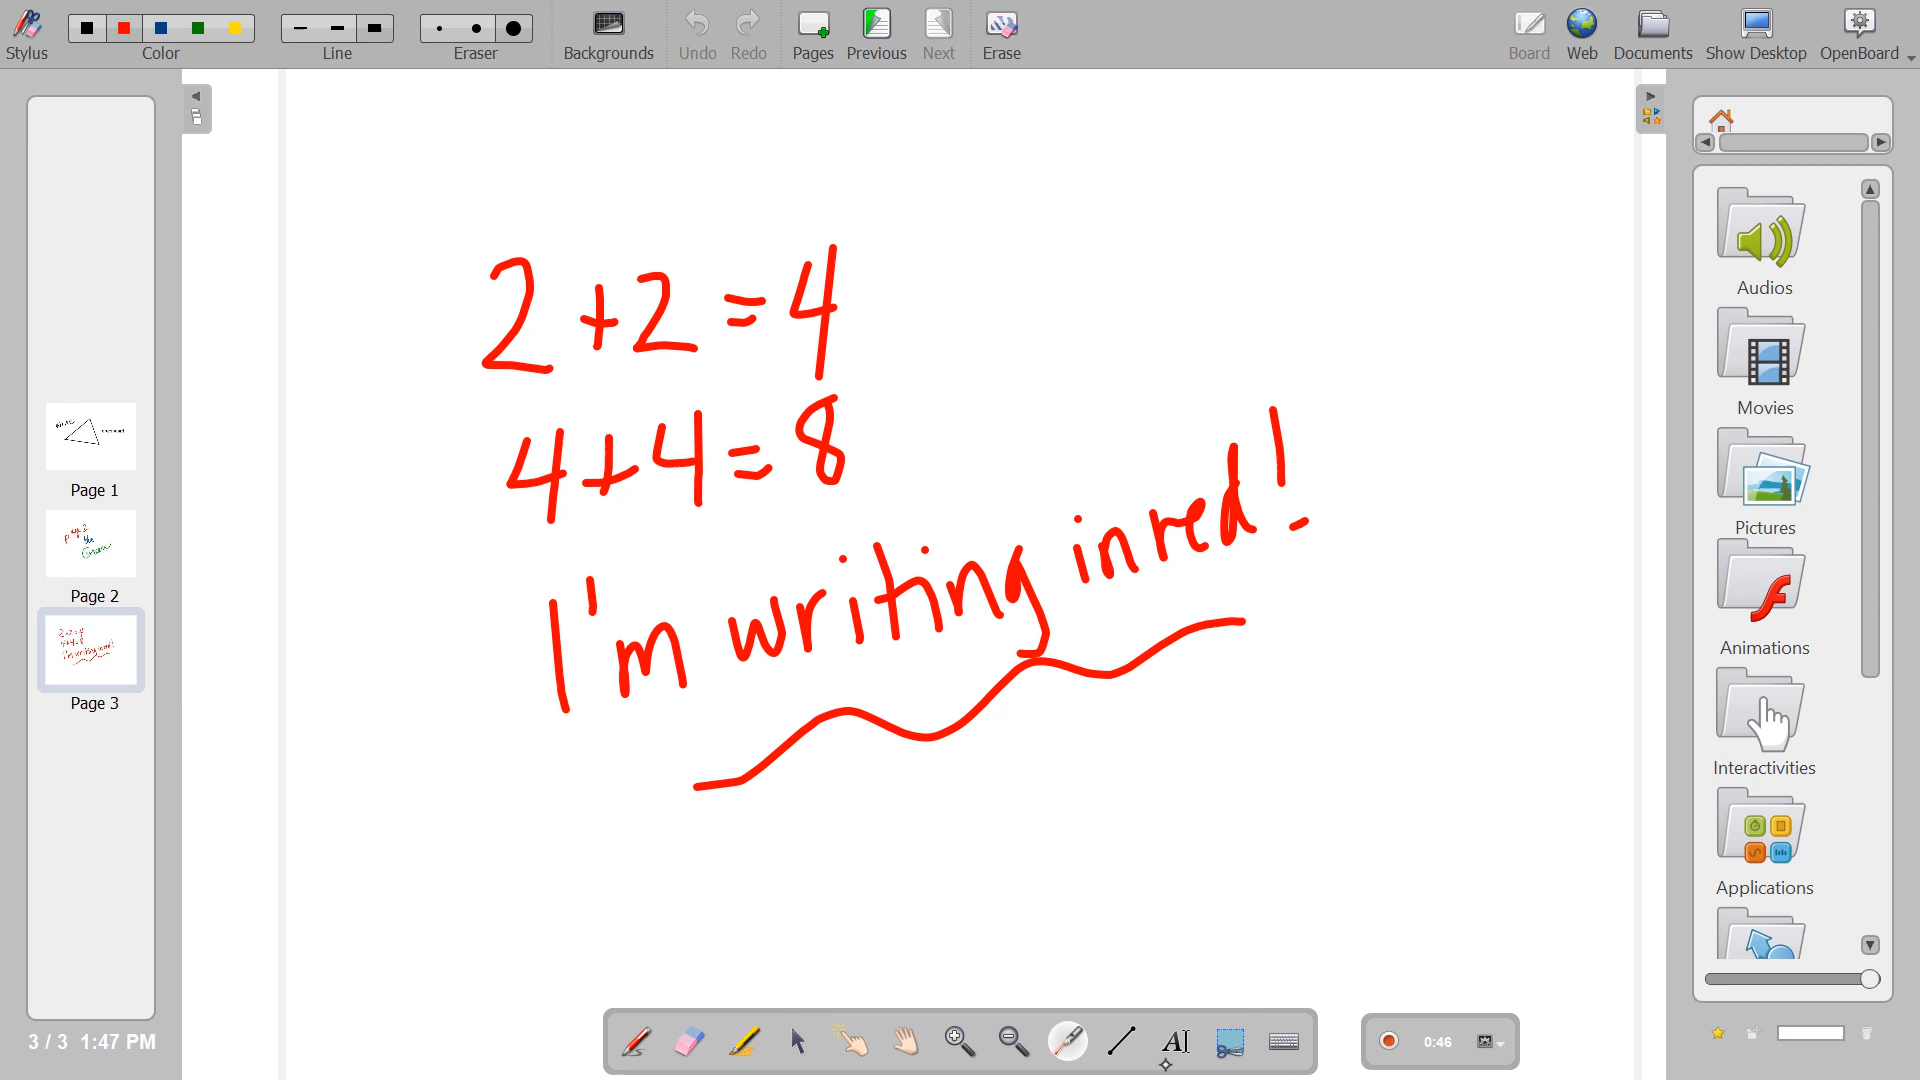 Stylus Color Line Eraser Backgrounds Undo Redo Pages Previous Next Erase Board Web Documents Show Desktop OpenBoard
Page 1
Page 2
Page 3
3 / 3 1:47 PM
2+2=4
4+4=8
I'm writing in red!
Audios
Movies
Pictures
Animations
Interactivities
Applications
0:46